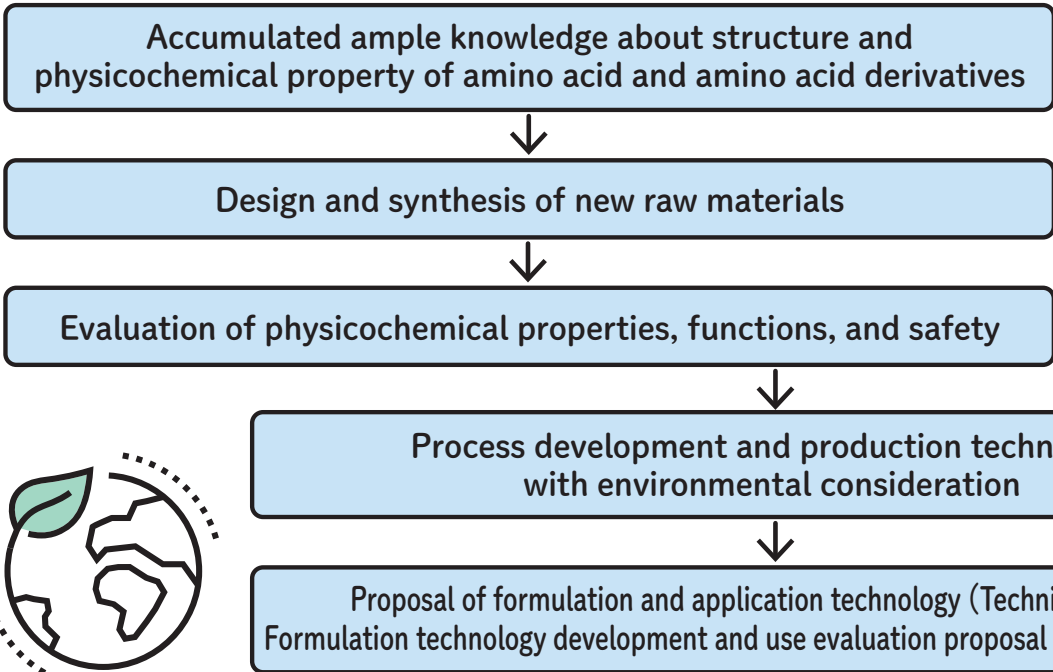 Accumulated ample knowledge about structure and
physicochemical property of amino acid and amino acid derivatives
Design and synthesis of new raw materials
Evaluation of physicochemical properties, functions, and safety
Process development and production
with environmental consideration
Proposal of formulation and application technology
Formulation technology development and use evaluation proposal